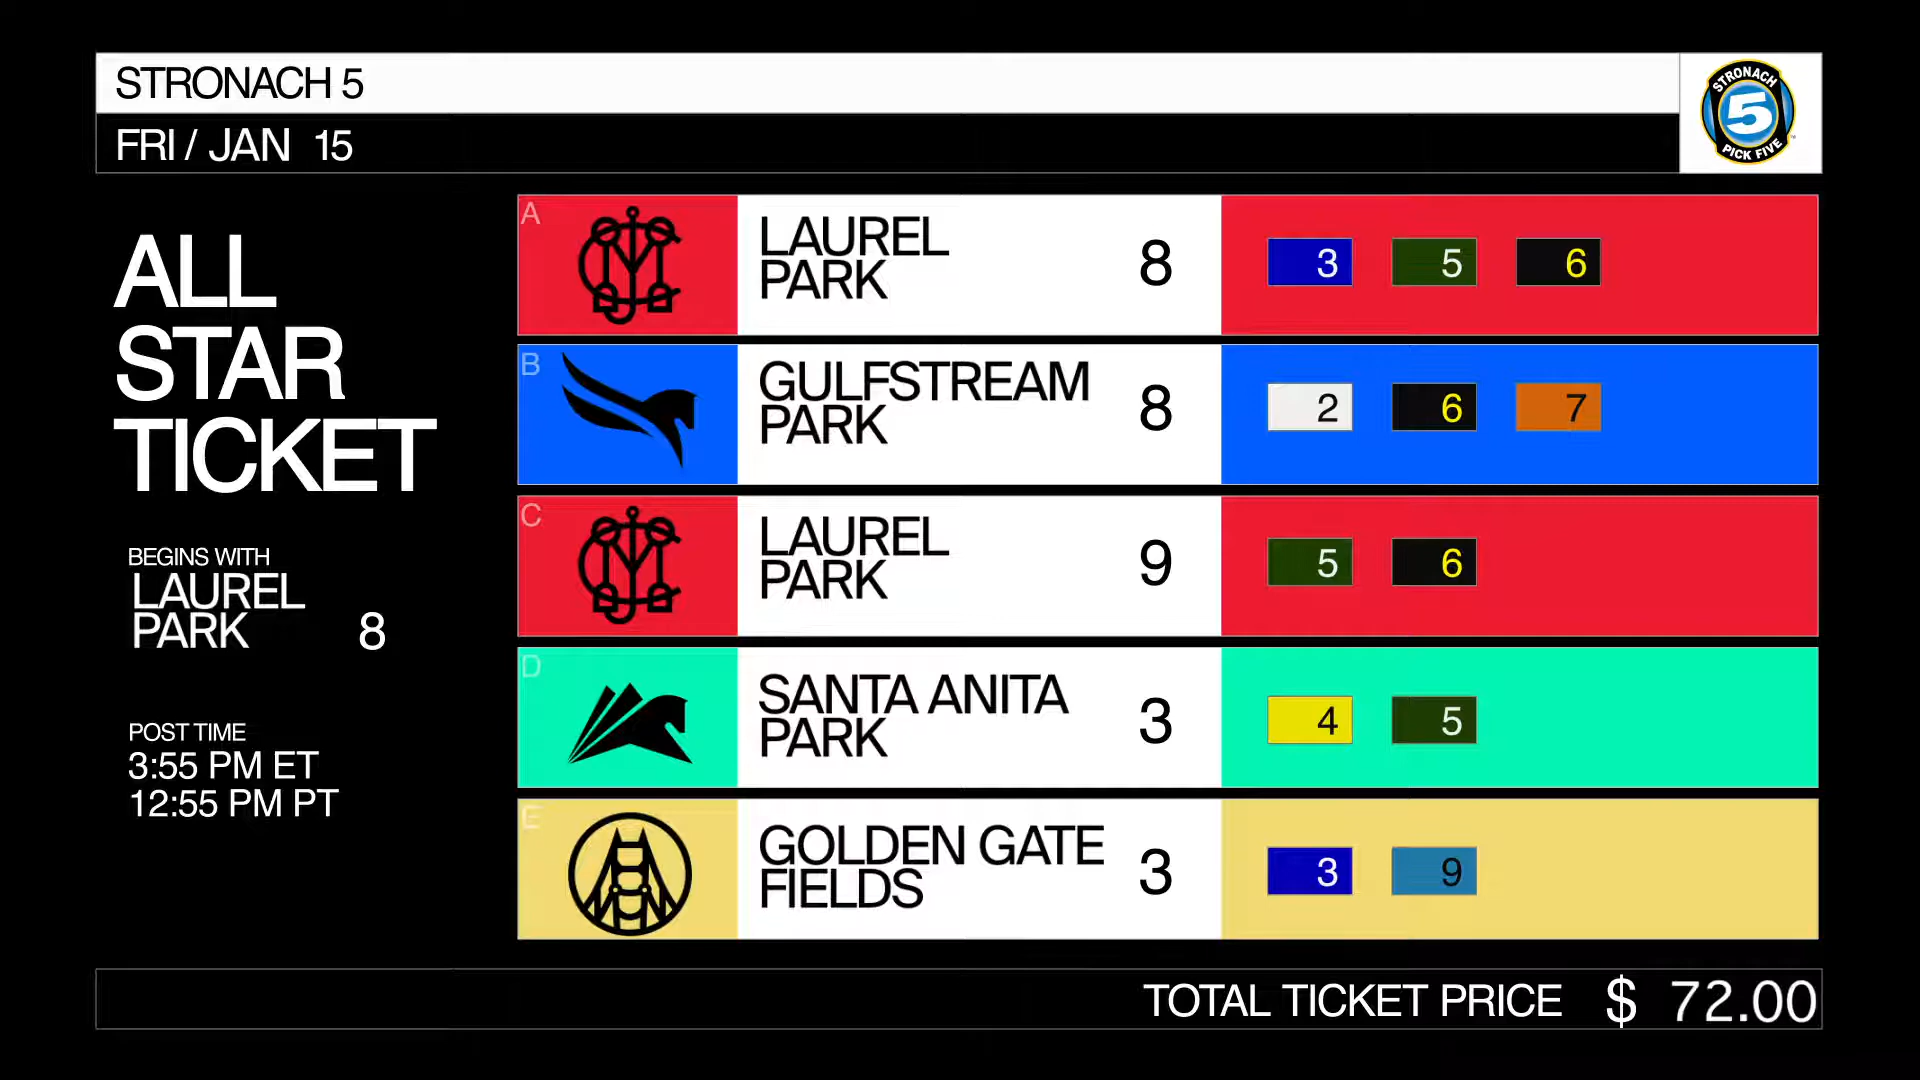 STRONACH 5
STRONACH
5
PICK FIVE
FRI / JAN 15
ALL
STAR
TICKET
BEGINS WITH
LAUREL
PARK 8
POST TIME
3:55 PM ET
12:55 PM PT
A
LAUREL
PARK
8
3 5 6
B
GULFSTREAM
PARK
8
2 6 7
C
LAUREL
PARK
9
5 6
D
SANTA ANITA
PARK
3
4 5
E
GOLDEN GATE
FIELDS
3
3 9
TOTAL TICKET PRICE $ 72.00